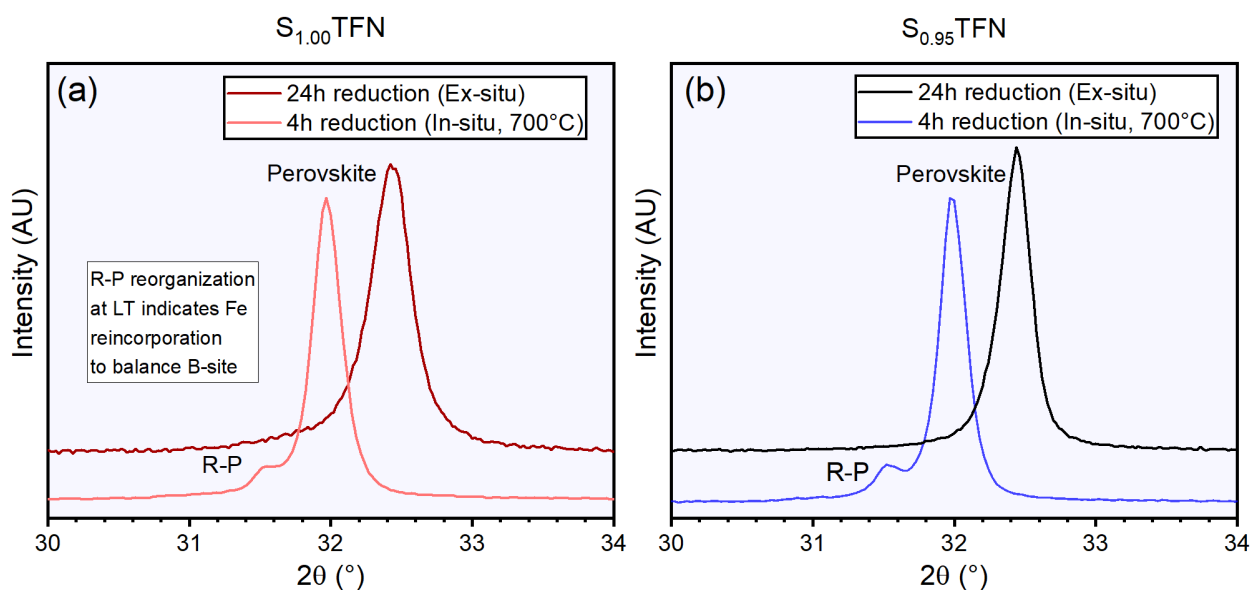 S₁.₀₀TFN
(a)
24h reduction (Ex-situ)
4h reduction (In-situ, 700°C)
Perovskite
R-P reorganization
at LT indicates Fe
reincorporation
to balance B-site
R-P
Intensity (AU)
30 31 32 33 34
2θ (°)
S₀.₉₅TFN
(b)
24h reduction (Ex-situ)
4h reduction (In-situ, 700°C)
Perovskite
R-P
Intensity (AU)
30 31 32 33 34
2θ (°)